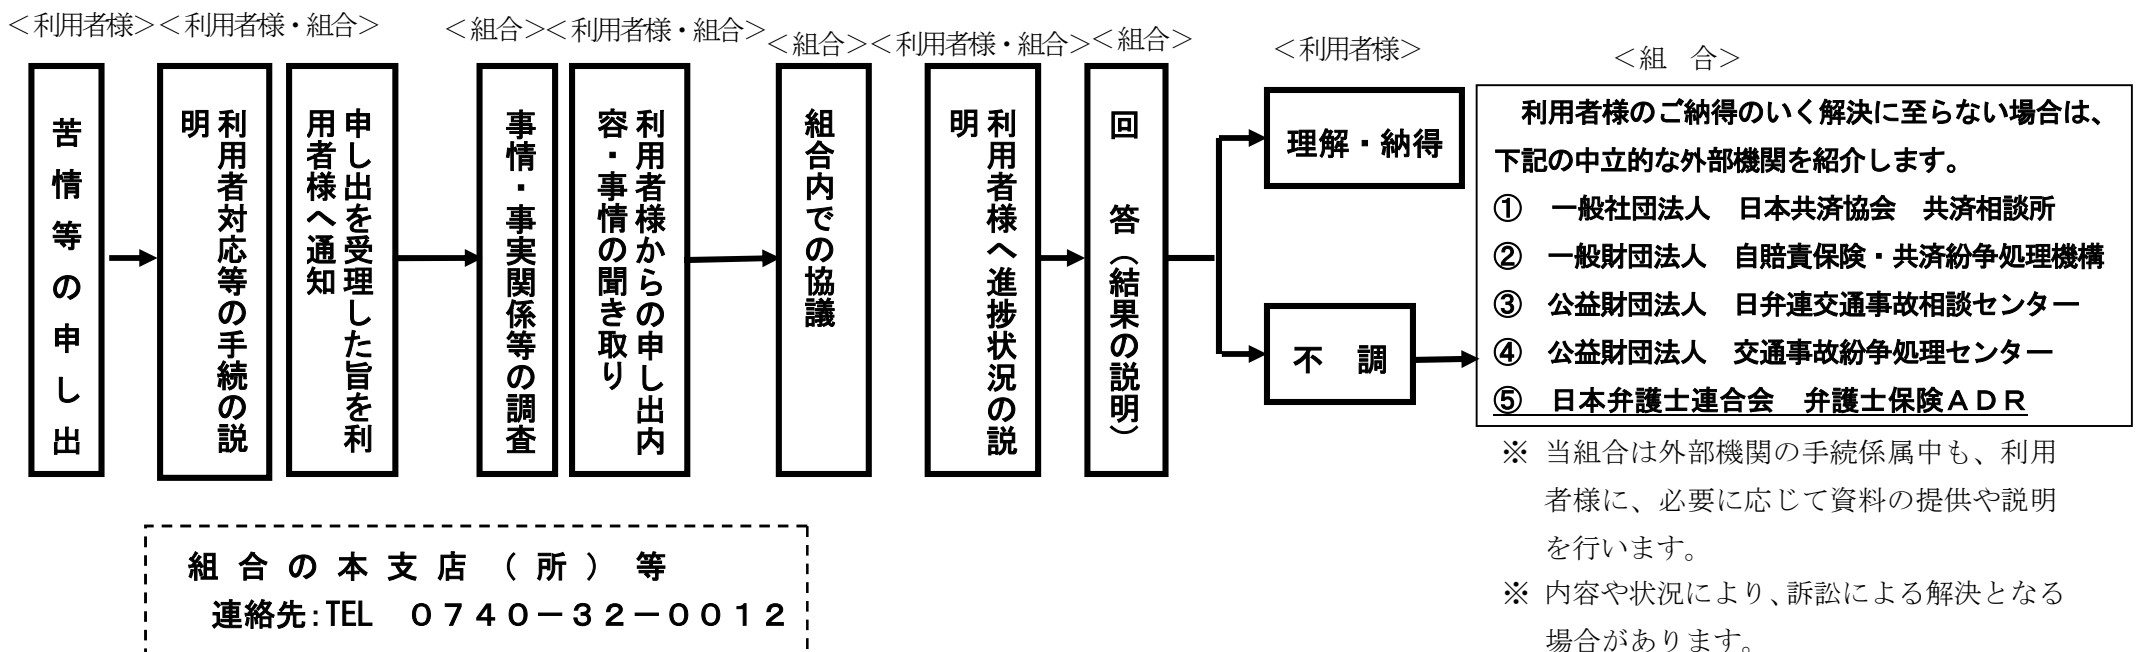 ＜利用者様＞＜利用者様・組合＞
＜組合＞＜利用者様・組合＞
＜組合＞＜利用者様・組合＞＜組合＞
＜利用者様＞
＜組　合＞
苦情等の申し出
利用者対応等の手続の説
明
申し出を受理した旨を利
用者様へ通知
事情・事実関係等の調査
利用者様からの申し出内
容・事情の聞き取り
組合内での協議
利用者様へ進捗状況の説
明
回　答（結果の説明）
理解・納得
不　調
利用者様のご納得のいく解決に至らない場合は、
下記の中立的な外部機関を紹介します。
①　一般社団法人　日本共済協会　共済相談所
②　一般財団法人　自賠責保険・共済紛争処理機構
③　公益財団法人　日弁連交通事故相談センター
④　公益財団法人　交通事故紛争処理センター
⑤　日本弁護士連合会　弁護士保険ＡＤＲ
※ 当組合は外部機関の手続係属中も、利用
者様に、必要に応じて資料の提供や説明
を行います。
※ 内容や状況により、訴訟による解決となる
場合があります。
組合の本支店（所）等
連絡先：TEL　０７４０－３２－００１２